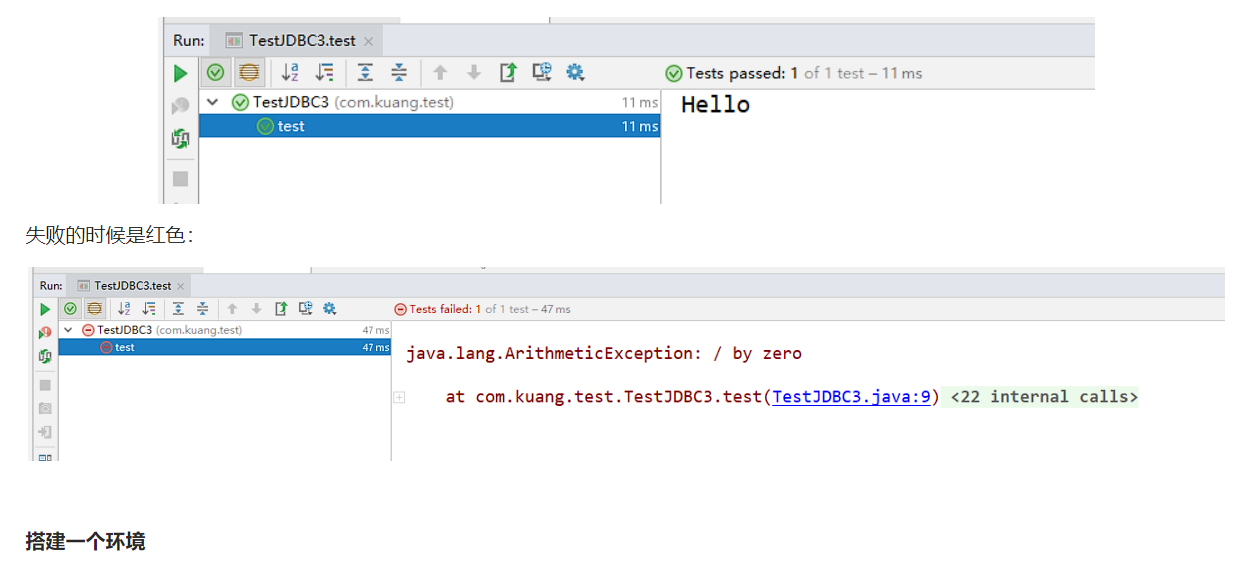 Run: TestJDBC3.test ×
Tests passed: 1 of 1 test – 11 ms
TestJDBC3 (com.kuang.test) 11 ms
Hello
test 11 ms
失败的时候是红色：
Run: TestJDBC3.test ×
Tests failed: 1 of 1 test – 47 ms
TestJDBC3 (com.kuang.test) 47 ms
test 47 ms
java.lang.ArithmeticException: / by zero
at com.kuang.test.TestJDBC3.test(TestJDBC3.java:9) <22 internal calls>
搭建一个环境